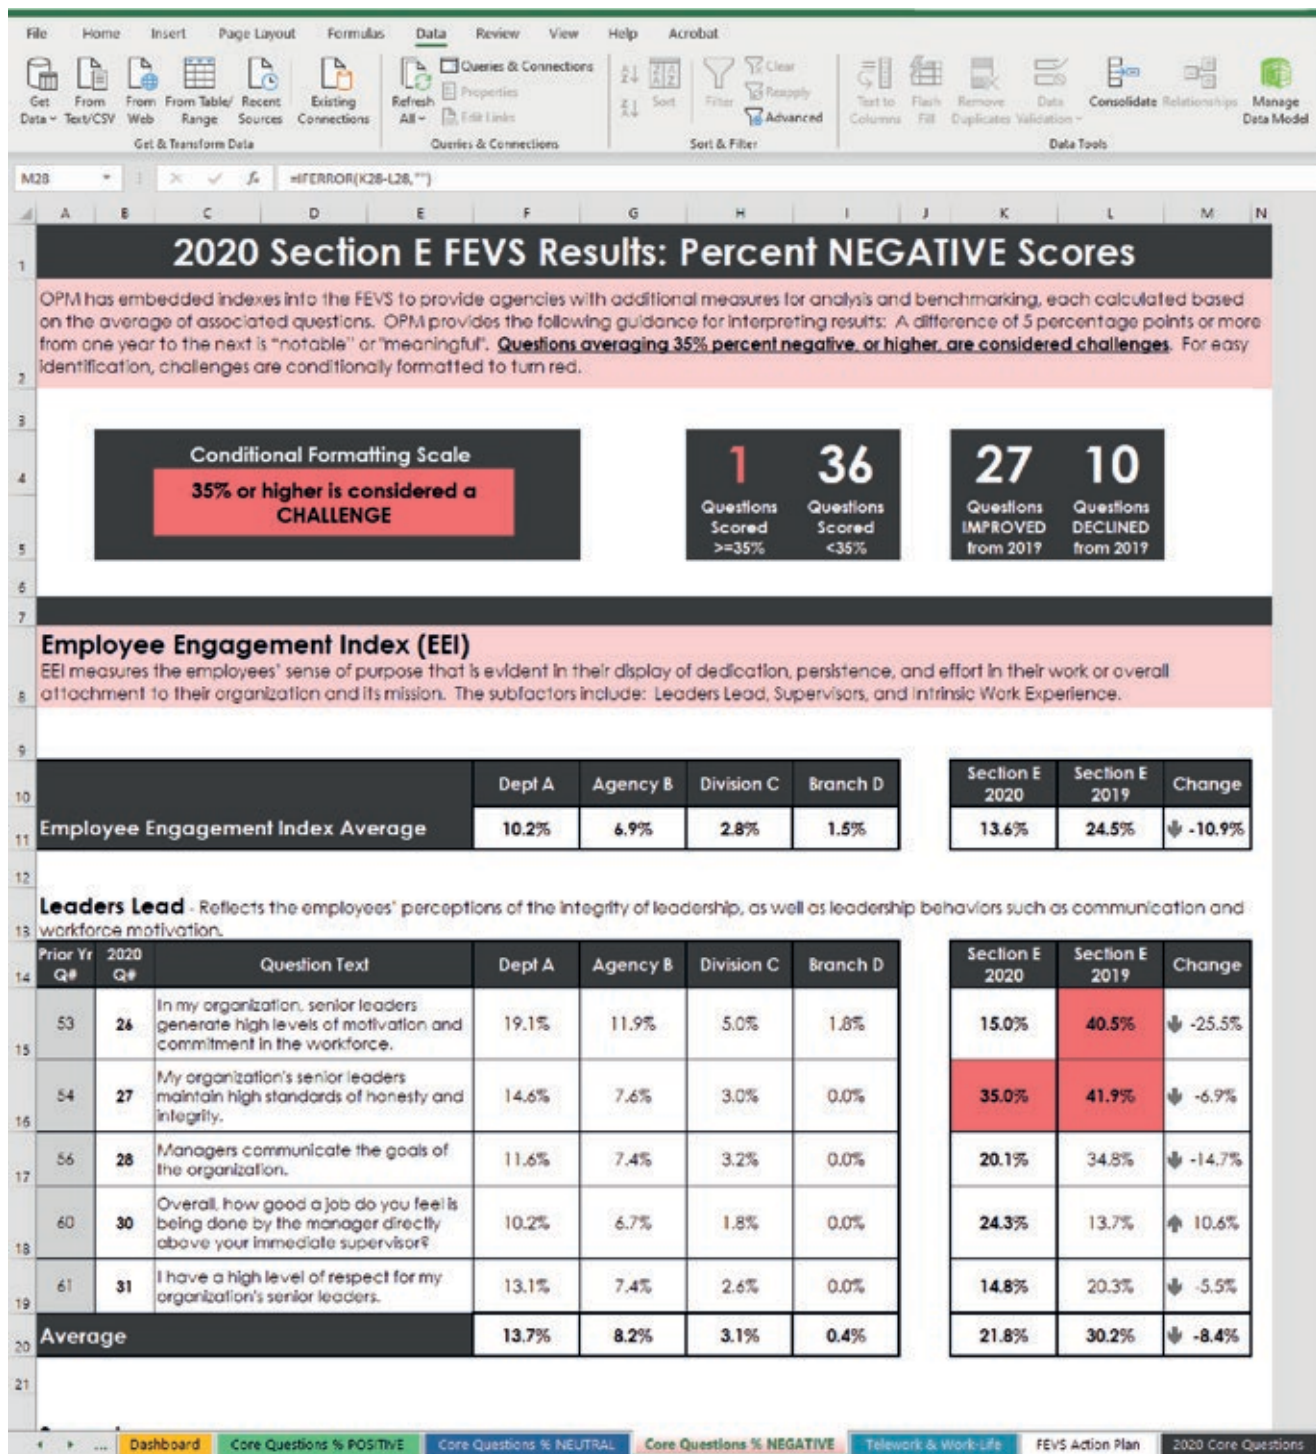 File Home Insert Page Layout Formulas Data Review View Help Acrobat
Get Data From Text/CSV From Web From Table/ Range Recent Sources Existing Connections Refresh All Queries & Connections Properties Edit Links Sort Filter Clear Reapply Advanced Text to Columns Flash Fill Remove Duplicates Data Validation Consolidate Relationships Manage Data Model
Get & Transform Data Queries & Connections Sort & Filter Data Tools
M28 fx =IFERROR(K28-L28,"")
A B C D E F G H I J K L M N
1 2020 Section E FEVS Results: Percent NEGATIVE Scores
OPM has embedded indexes into the FEVS to provide agencies with additional measures for analysis and benchmarking, each calculated based
on the average of associated questions. OPM provides the following guidance for interpreting results: A difference of 5 percentage points or more
from one year to the next is "notable" or "meaningful". Questions averaging 35% percent negative, or higher, are considered challenges. For easy
2 identification, challenges are conditionally formatted to turn red.
3
Conditional Formatting Scale
4 35% or higher is considered a
CHALLENGE
1 36 27 10
Questions Questions Questions Questions
Scored Scored IMPROVED DECLINED
5 >=35% <35% from 2019 from 2019
6
7
Employee Engagement Index (EEI)
EEI measures the employees' sense of purpose that is evident in their display of dedication, persistence, and effort in their work or overall
8 attachment to their organization and its mission. The subfactors include: Leaders Lead, Supervisors, and Intrinsic Work Experience.
9
10 Dept A Agency B Division C Branch D Section E 2020 Section E 2019 Change
11 Employee Engagement Index Average 10.2% 6.9% 2.8% 1.5% 13.6% 24.5% -10.9%
12
Leaders Lead - Reflects the employees' perceptions of the integrity of leadership, as well as leadership behaviors such as communication and
13 workforce motivation.
14 Prior Yr Q# 2020 Q# Question Text Dept A Agency B Division C Branch D Section E 2020 Section E 2019 Change
In my organization, senior leaders
53 26 generate high levels of motivation and 19.1% 11.9% 5.0% 1.8% 15.0% 40.5% -25.5%
15 commitment in the workforce.
My organization's senior leaders
54 27 maintain high standards of honesty and 14.6% 7.6% 3.0% 0.0% 35.0% 41.9% -6.9%
16 integrity.
56 28 Managers communicate the goals of 11.6% 7.4% 3.2% 0.0% 20.1% 34.8% -14.7%
17 the organization.
Overall, how good a job do you feel is
60 30 being done by the manager directly 10.2% 6.7% 1.8% 0.0% 24.3% 13.7% 10.6%
18 above your immediate supervisor?
61 31 I have a high level of respect for my 13.1% 7.4% 2.6% 0.0% 14.8% 20.3% -5.5%
19 organization's senior leaders.
20 Average 13.7% 8.2% 3.1% 0.4% 21.8% 30.2% -8.4%
21
... Dashboard Core Questions % POSITIVE Core Questions % NEUTRAL Core Questions % NEGATIVE Telework & Work-Life FEVS Action Plan 2020 Core Questions